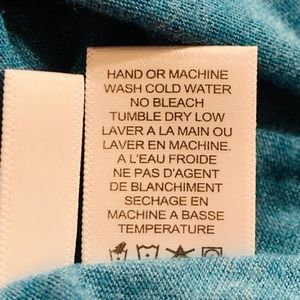 HAND OR MACHINE
WASH COLD WATER
NO BLEACH
TUMBLE DRY LOW
LAVER A LA MAIN OU
LAVER EN MACHINE.
A L'EAU FROIDE
NE PAS D'AGENT
DE BLANCHIMENT
SECHAGE EN
MACHINE A BASSE
TEMPERATURE